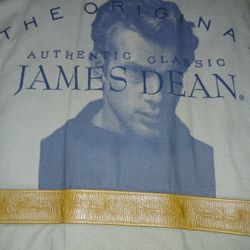 THE ORIGINA
AUTHENTIC CLASSIC
JAMES DEAN®